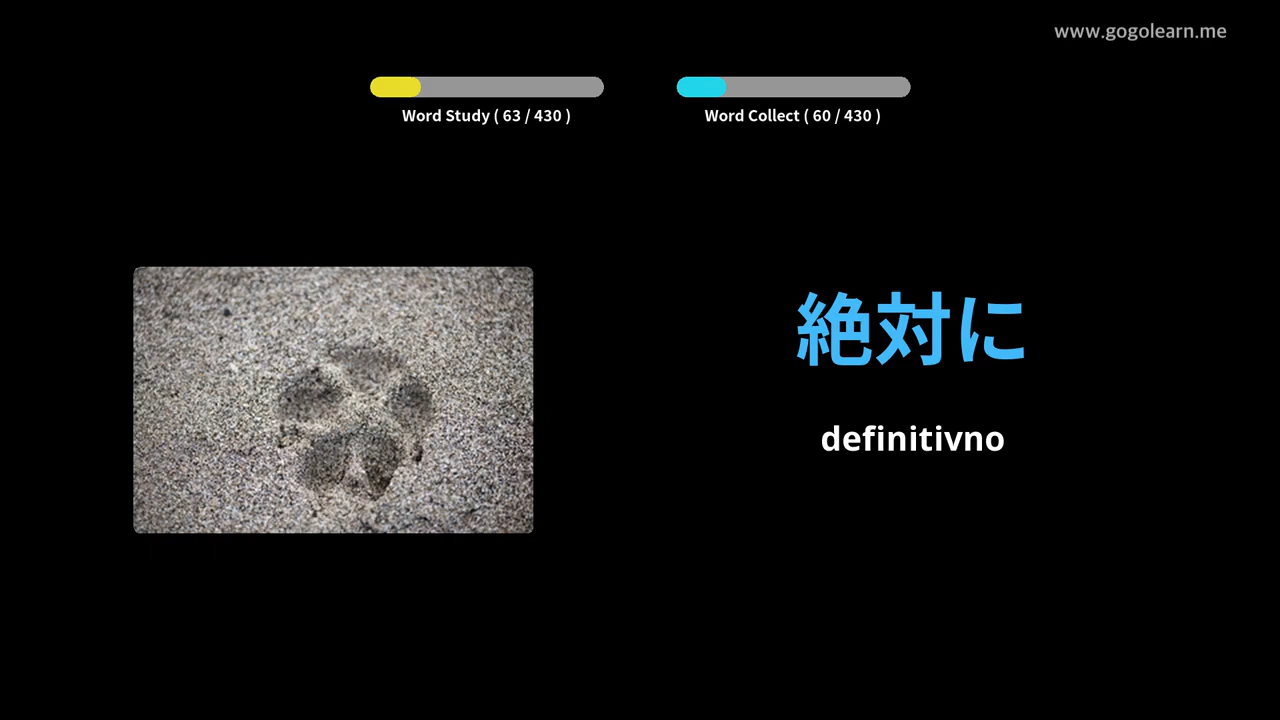 www.gogolearn.me
Word Study ( 63 / 430 )
Word Collect ( 60 / 430 )
絶対に
definitivno